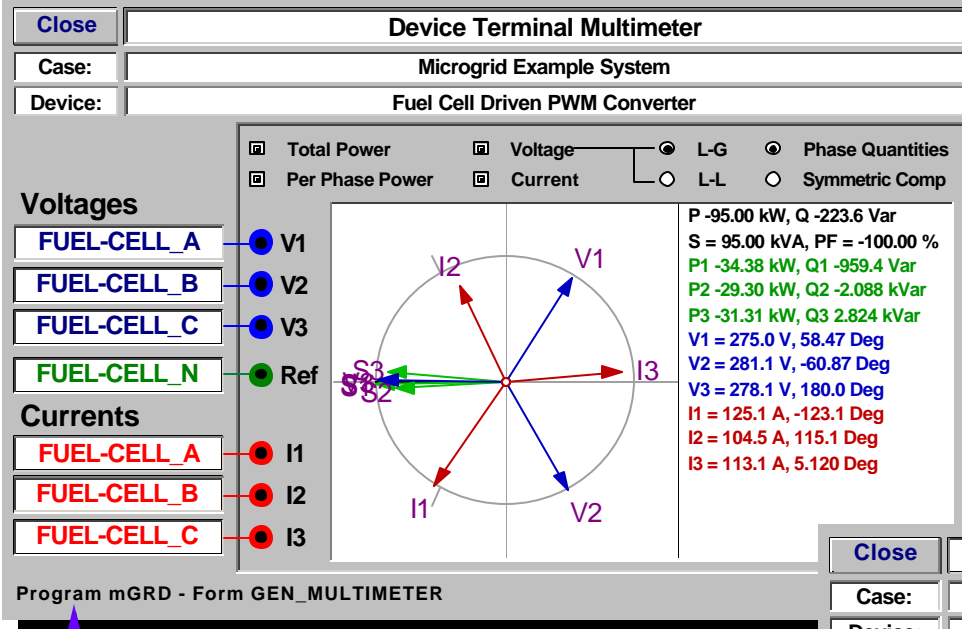 Close Device Terminal Multimeter
Case: Microgrid Example System
Device: Fuel Cell Driven PWM Converter
Total Power Voltage L-G Phase Quantities
Per Phase Power Current L-L Symmetric Comp
Voltages
FUEL-CELL_A V1
FUEL-CELL_B V2
FUEL-CELL_C V3
FUEL-CELL_N Ref
Currents
FUEL-CELL_A I1
FUEL-CELL_B I2
FUEL-CELL_C I3
I2
V1
S3
S2
I3
I1
V2
P -95.00 kW, Q -223.6 Var
S = 95.00 kVA, PF = -100.00 %
P1 -34.38 kW, Q1 -959.4 Var
P2 -29.30 kW, Q2 -2.088 kVar
P3 -31.31 kW, Q3 2.824 kVar
V1 = 275.0 V, 58.47 Deg
V2 = 281.1 V, -60.87 Deg
V3 = 278.1 V, 180.0 Deg
I1 = 125.1 A, -123.1 Deg
I2 = 104.5 A, 115.1 Deg
I3 = 113.1 A, 5.120 Deg
Program mGRD - Form GEN_MULTIMETER
Close
Case:
Device: